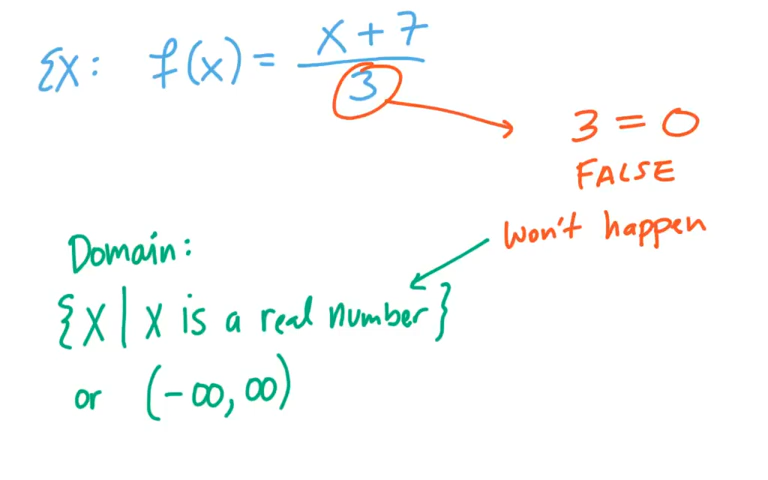 Ex: f(x) = x + 7
3
3 = 0
FALSE
Won't happen
Domain:
{X | X is a real number}
or (-∞, ∞)